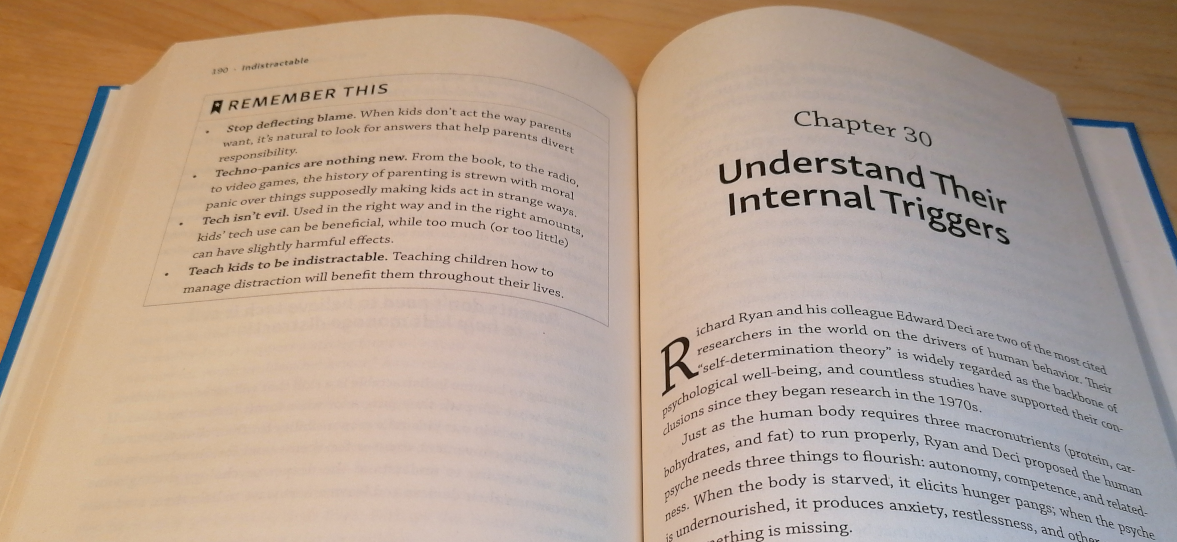 190 · Indistractable
REMEMBER THIS
• Stop deflecting blame. When kids don't act the way parents
want, it's natural to look for answers that help parents divert
responsibility.
• Techno-panics are nothing new. From the book, to the radio,
to video games, the history of parenting is strewn with moral
panic over things supposedly making kids act in strange ways.
• Tech isn't evil. Used in the right way and in the right amounts,
kids' tech use can be beneficial, while too much (or too little)
can have slightly harmful effects.
• Teach kids to be indistractable. Teaching children how to
manage distraction will benefit them throughout their lives.
Chapter 30
Understand Their
Internal Triggers
Richard Ryan and his colleague Edward Deci are two of the most cited
researchers in the world on the drivers of human behavior. Their
"self-determination theory" is widely regarded as the backbone of
psychological well-being, and countless studies have supported their con-
clusions since they began research in the 1970s.
Just as the human body requires three macronutrients (protein, car-
bohydrates, and fat) to run properly, Ryan and Deci proposed the human
psyche needs three things to flourish: autonomy, competence, and related-
ness. When the body is starved, it elicits hunger pangs; when the psyche
is undernourished, it produces anxiety, restlessness, and other
is missing.